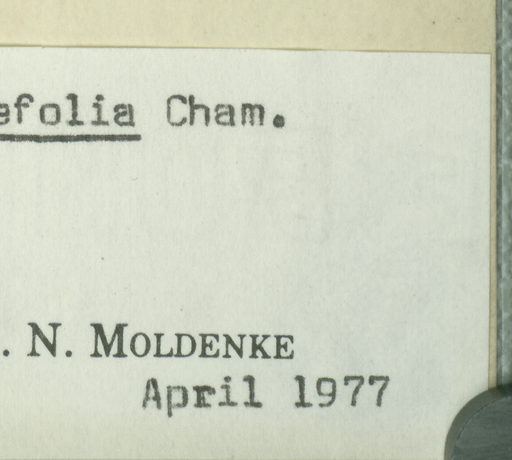 efolia Cham.
. N. MOLDENKE
April 1977